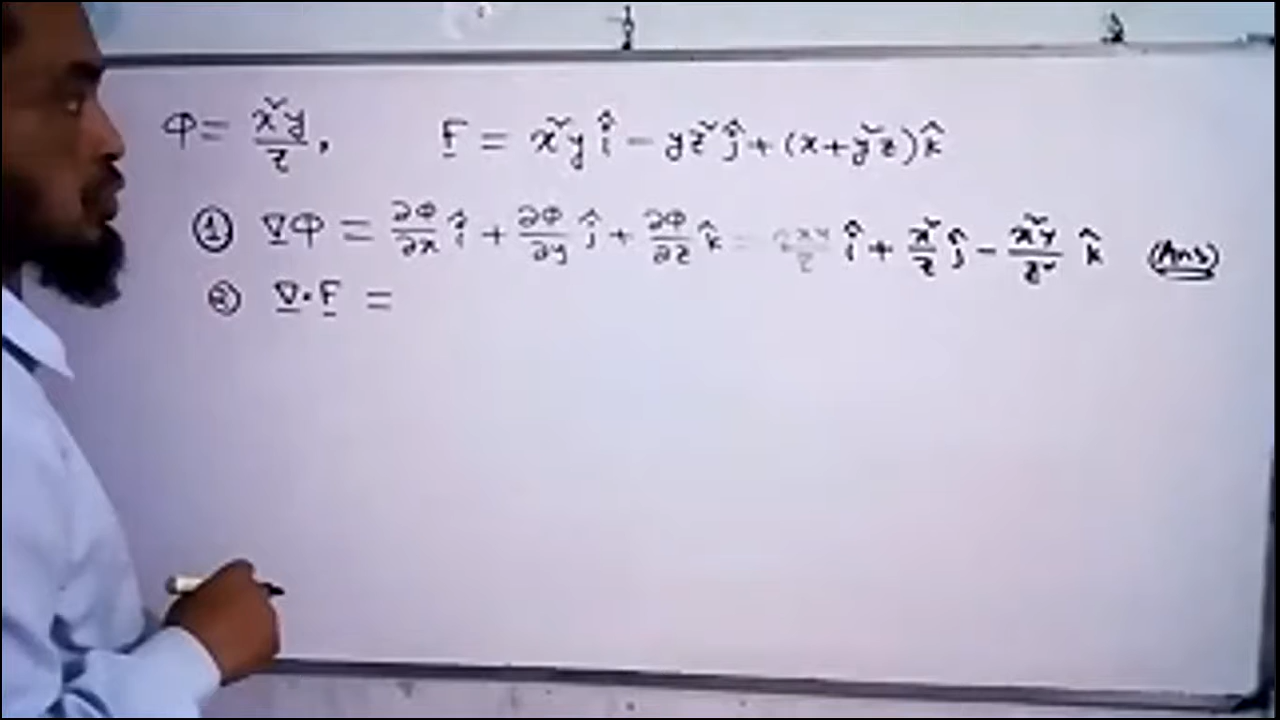 φ = x²y/z, F = x²y î − yz² ĵ + (x + y²z) k̂
① ∇φ = ∂φ/∂x î + ∂φ/∂y ĵ + ∂φ/∂z k̂ = 2xy/z î + x²/z ĵ − x²y/z² k̂ (Ans)
② ∇·F =